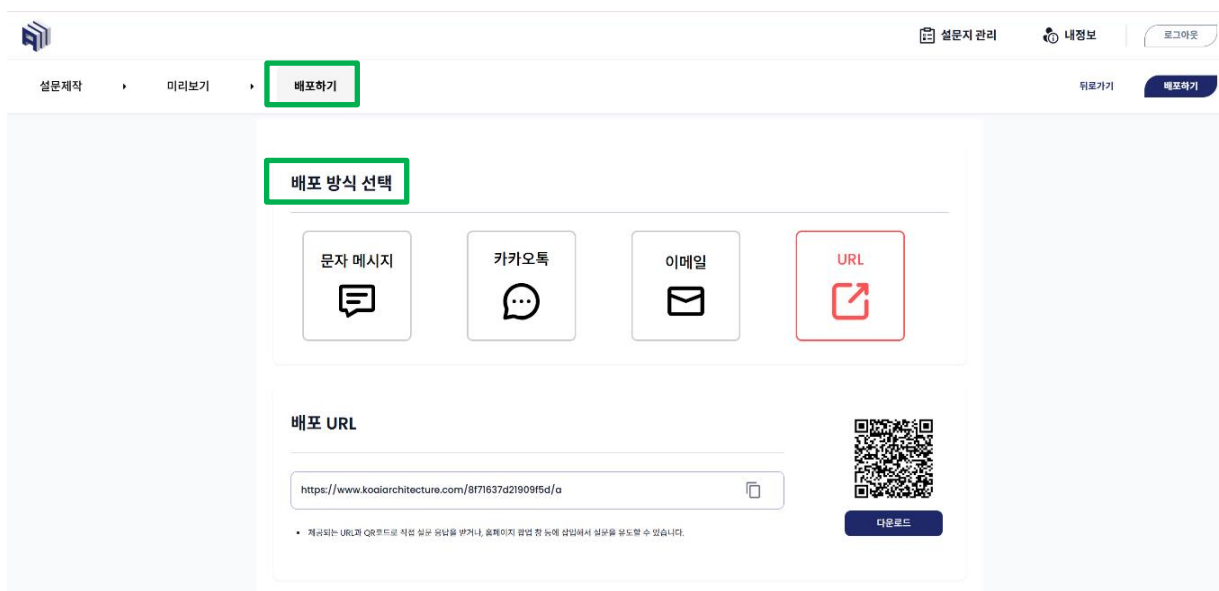 설문지 관리
내정보
로그아웃
설문제작
미리보기
배포하기
뒤로가기
배포하기
배포 방식 선택
문자 메시지
카카오톡
이메일
URL
배포 URL
https://www.koaiarchitecture.com/8f71637d21909f5d/a
다운로드
• 제공되는 URL과 QR코드로 직접 설문 응답을 받거나, 홈페이지 팝업 창 등에 삽입해서 설문을 유도할 수 있습니다.